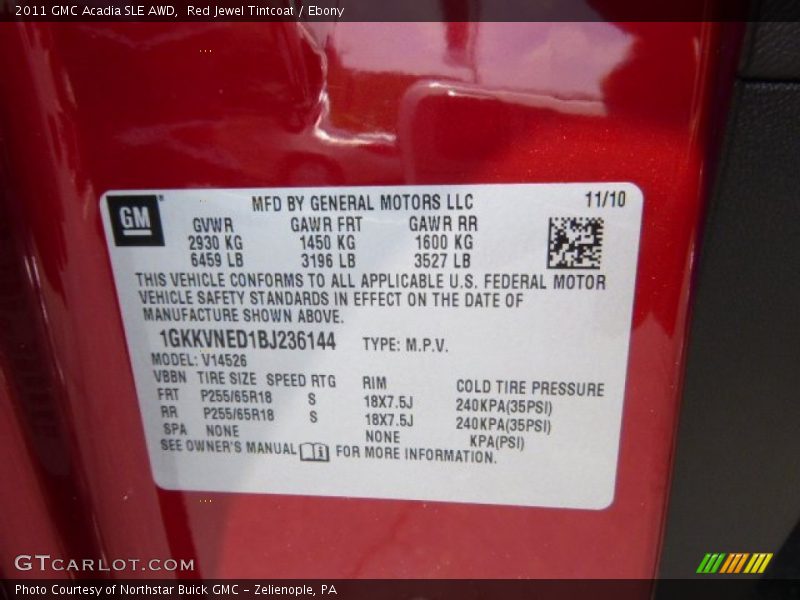 2011 GMC Acadia SLE AWD,  Red Jewel Tintcoat / Ebony
GM
MFD BY GENERAL MOTORS LLC 11/10
GVWR GAWR FRT GAWR RR
2930 KG 1450 KG 1600 KG
6459 LB 3196 LB 3527 LB
THIS VEHICLE CONFORMS TO ALL APPLICABLE U.S. FEDERAL MOTOR
VEHICLE SAFETY STANDARDS IN EFFECT ON THE DATE OF
MANUFACTURE SHOWN ABOVE.
1GKKVNED1BJ236144 TYPE: M.P.V.
MODEL: V14526
VBBN TIRE SIZE SPEED RTG RIM COLD TIRE PRESSURE
FRT P255/65R18 S 18X7.5J 240KPA(35PSI)
RR P255/65R18 S 18X7.5J 240KPA(35PSI)
SPA NONE NONE KPA(PSI)
SEE OWNER'S MANUAL FOR MORE INFORMATION.
GTCARLOT.COM
Photo Courtesy of Northstar Buick GMC - Zelienople, PA